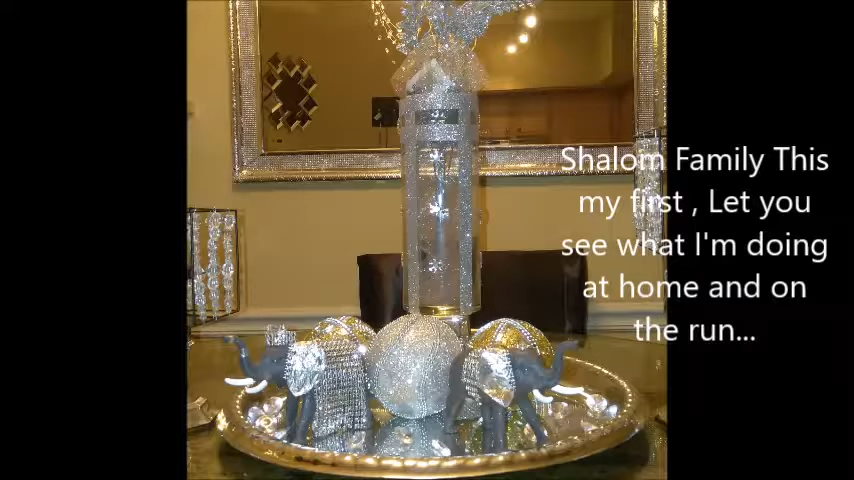 Shalom Family This
my first , Let you
see what I'm doing
at home and on
the run...